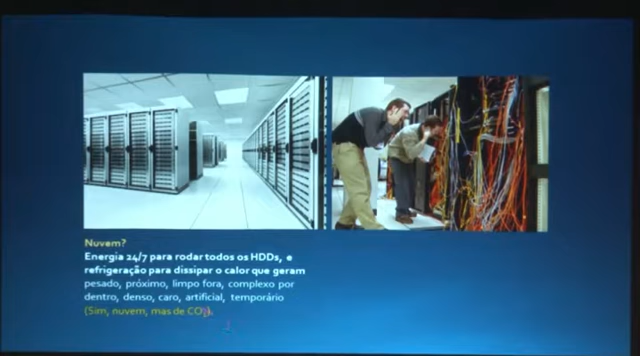 Nuvem?
Energia 24/7 para rodar todos os HDDs, e
refrigeração para dissipar o calor que geram
pesado, próximo, limpo fora, complexo por
dentro, denso, caro, artificial, temporário
(Sim, nuvem, mas de CO2).